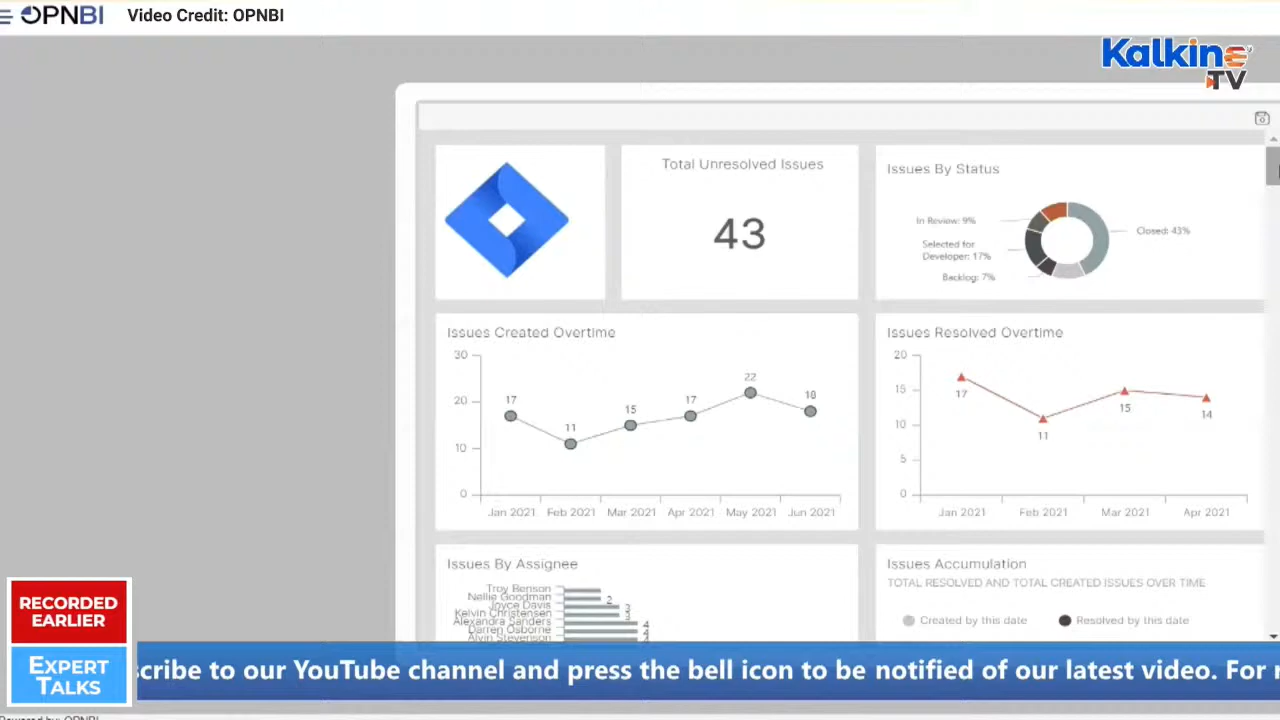 OPNBI Video Credit: OPNBI
Kalkine
TV
Total Unresolved Issues
43
Issues By Status
In Review: 9%
Closed: 43%
Selected for
Developer: 17%
Backlog: 7%
Issues Created Overtime
30
20
10
0
17
11
15
17
22
18
Jan 2021 Feb 2021 Mar 2021 Apr 2021 May 2021 Jun 2021
Issues Resolved Overtime
20
15
10
5
0
17
11
15
14
Jan 2021 Feb 2021 Mar 2021 Apr 2021
Issues By Assignee
Troy Benson
Nellie Goodman
Joyce Davis
Kelvin Christensen
Alexandra Sanders
Darren Osborne
Alvin Stevenson
2
3
3
4
4
4
Issues Accumulation
TOTAL RESOLVED AND TOTAL CREATED ISSUES OVER TIME
Created by this date Resolved by this date
RECORDED
EARLIER
EXPERT
TALKS
scribe to our YouTube channel and press the bell icon to be notified of our latest video. For
Powered by: OPNBI